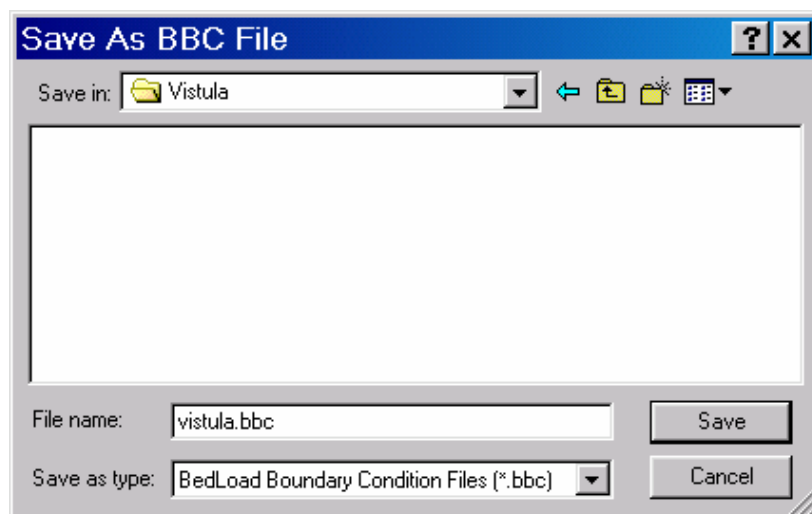 Save As BBC File
Save in: Vistula
File name: vistula.bbc Save
Save as type: BedLoad Boundary Condition Files (*.bbc) Cancel